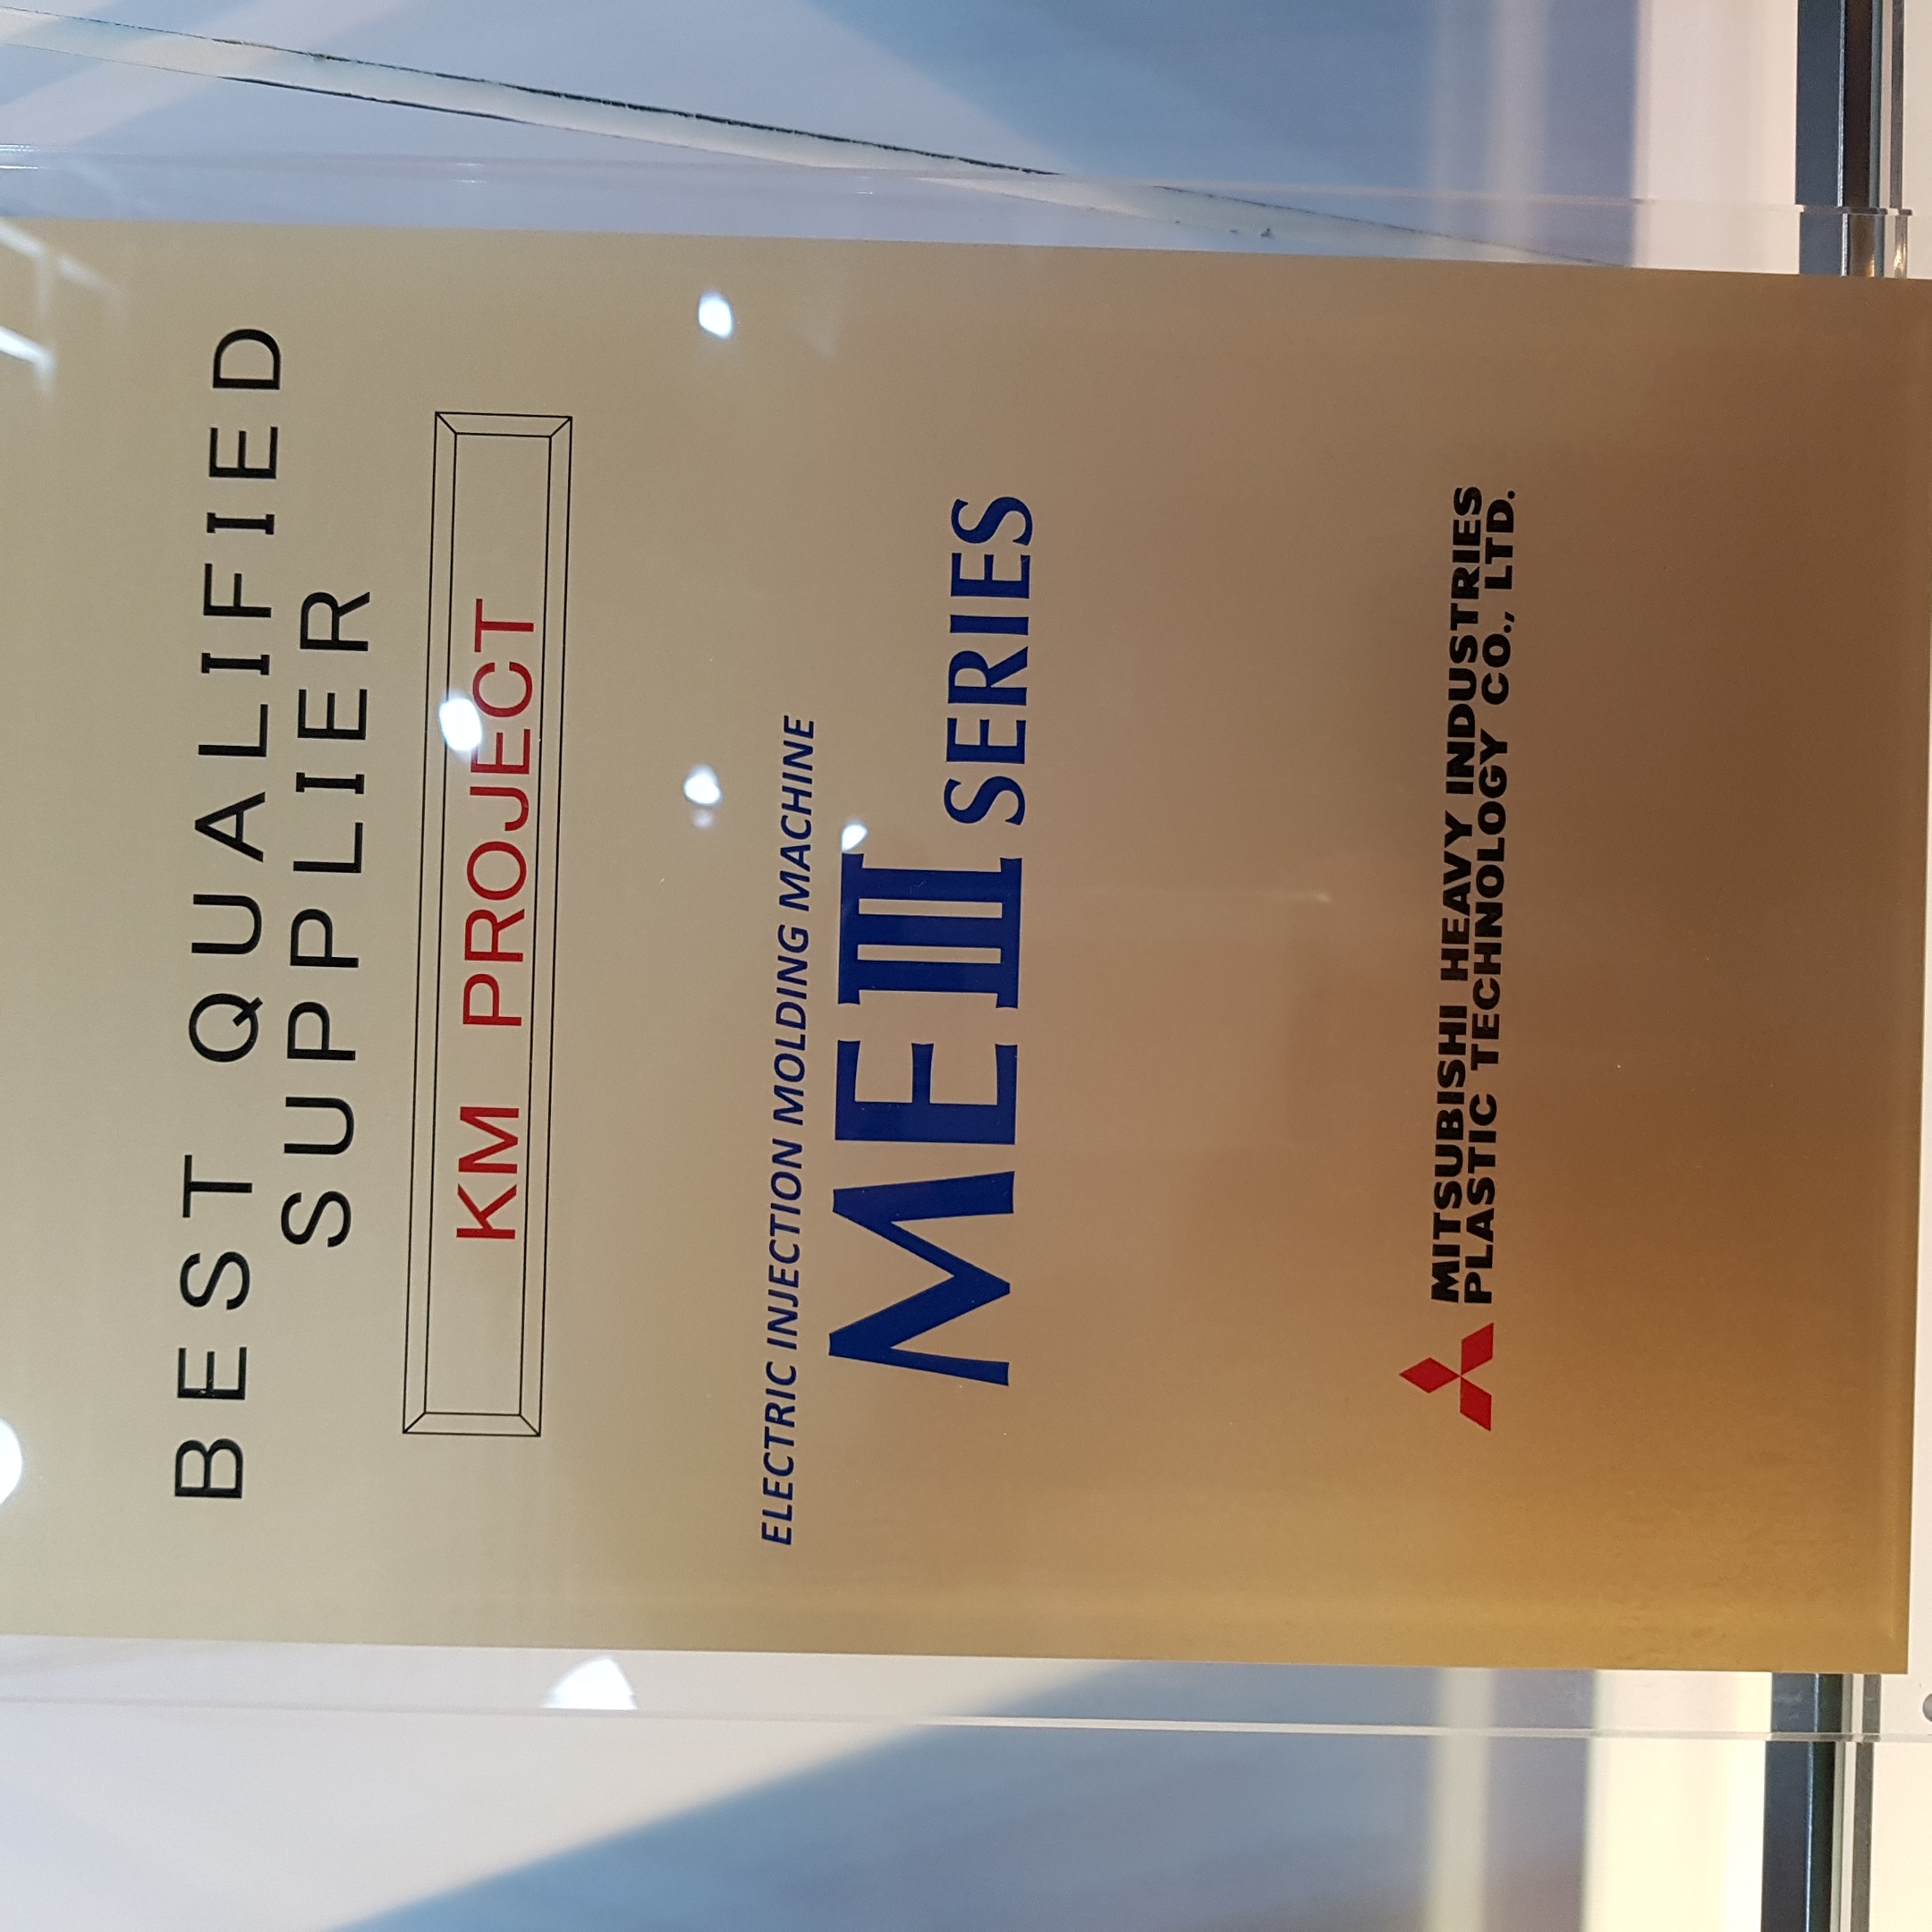 BEST QUALIFIED
SUPPLIER
KM PROJECT
ELECTRIC INJECTION MOLDING MACHINE
MEIII SERIES
MITSUBISHI HEAVY INDUSTRIES
PLASTIC TECHNOLOGY CO., LTD.